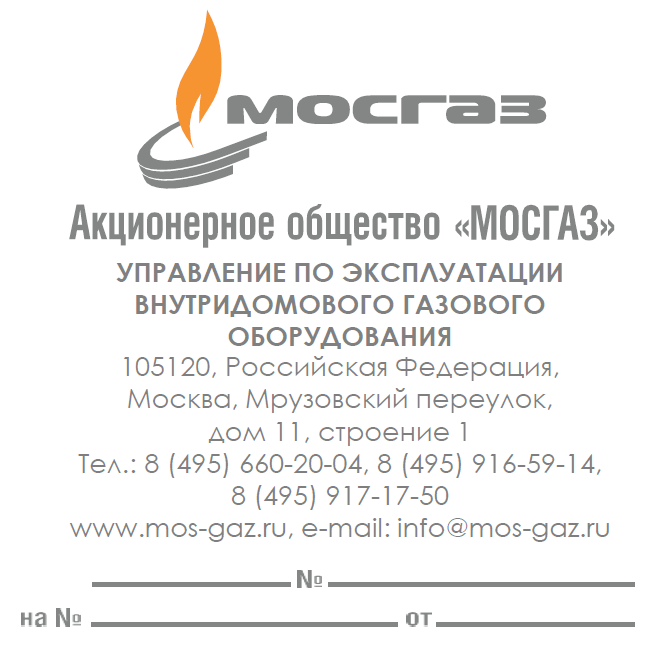 мосгаз
Акционерное общество «МОСГАЗ»
УПРАВЛЕНИЕ ПО ЭКСПЛУАТАЦИИ
ВНУТРИДОМОВОГО ГАЗОВОГО
ОБОРУДОВАНИЯ
105120, Российская Федерация,
Москва, Мрузовский переулок,
дом 11, строение 1
Тел.: 8 (495) 660-20-04, 8 (495) 916-59-14,
8 (495) 917-17-50
www.mos-gaz.ru, e-mail: info@mos-gaz.ru
№
на № от